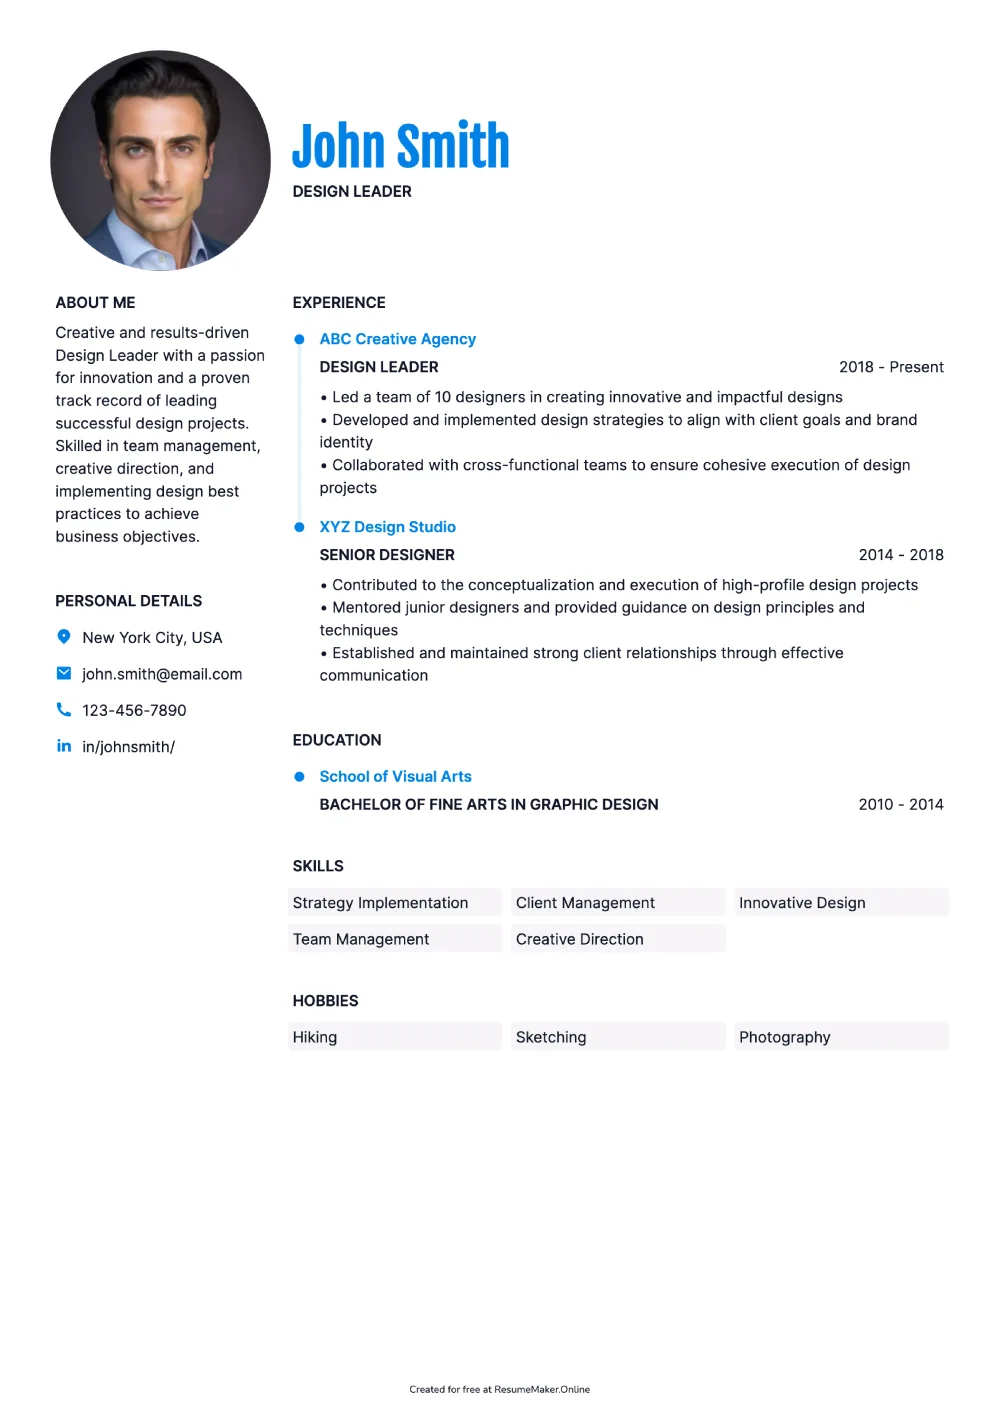 John Smith
DESIGN LEADER
ABOUT ME
Creative and results-driven
Design Leader with a passion
for innovation and a proven
track record of leading
successful design projects.
Skilled in team management,
creative direction, and
implementing design best
practices to achieve
business objectives.
PERSONAL DETAILS
New York City, USA
john.smith@email.com
123-456-7890
in/johnsmith/
EXPERIENCE
ABC Creative Agency
DESIGN LEADER 2018 - Present
• Led a team of 10 designers in creating innovative and impactful designs
• Developed and implemented design strategies to align with client goals and brand
identity
• Collaborated with cross-functional teams to ensure cohesive execution of design
projects
XYZ Design Studio
SENIOR DESIGNER 2014 - 2018
• Contributed to the conceptualization and execution of high-profile design projects
• Mentored junior designers and provided guidance on design principles and
techniques
• Established and maintained strong client relationships through effective
communication
EDUCATION
School of Visual Arts
BACHELOR OF FINE ARTS IN GRAPHIC DESIGN 2010 - 2014
SKILLS
Strategy Implementation Client Management Innovative Design
Team Management Creative Direction
HOBBIES
Hiking Sketching Photography
Created for free at ResumeMaker.Online